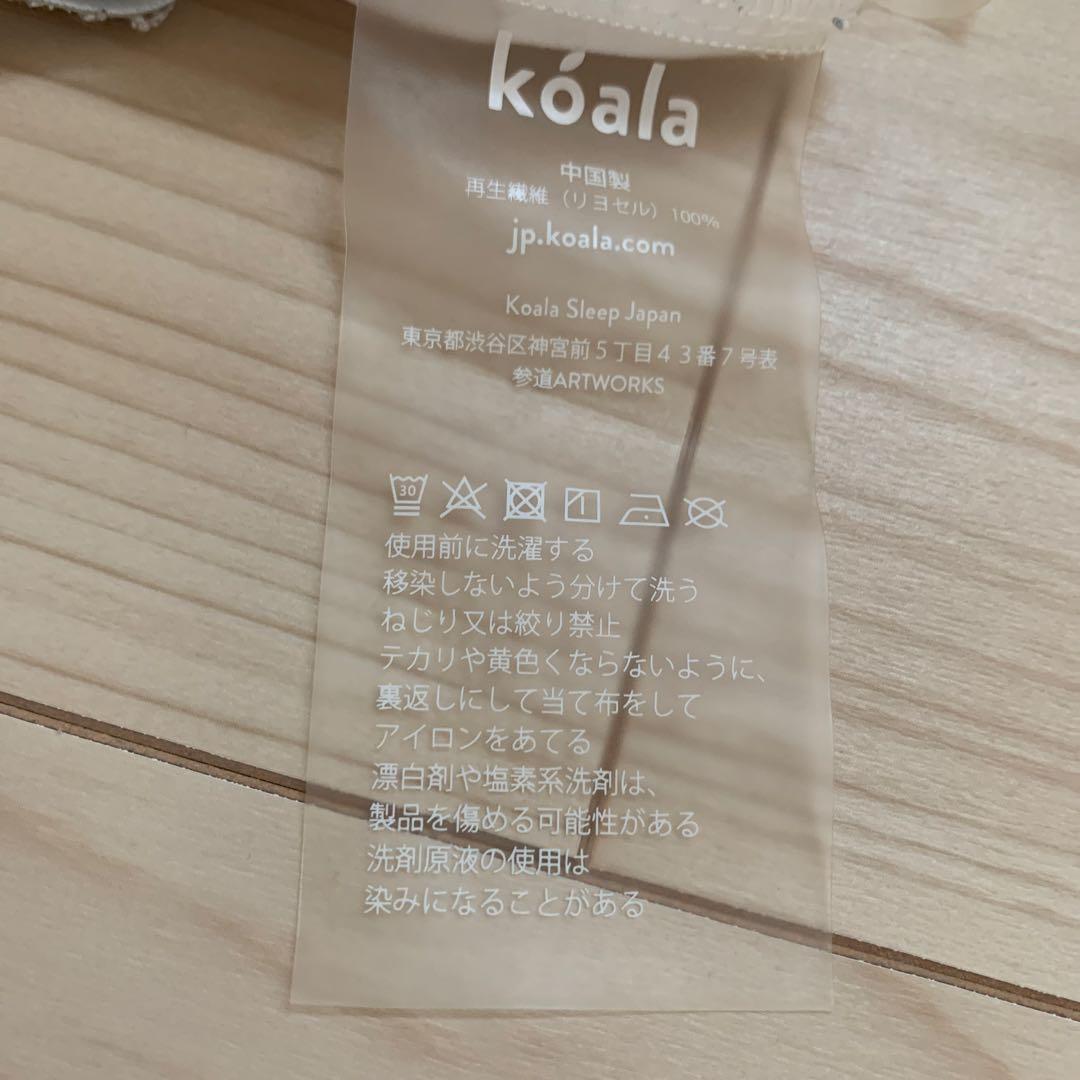 kóala
中国製
再生繊維（リヨセル）100%
jp.koala.com
Koala Sleep Japan
東京都渋谷区神宮前５丁目４３番７号表
参道ARTWORKS
30
使用前に洗濯する
移染しないよう分けて洗う
ねじり又は絞り禁止
テカリや黄色くならないように、
裏返しにして当て布をして
アイロンをあてる
漂白剤や塩素系洗剤は、
製品を傷める可能性がある
洗剤原液の使用は
染みになることがある